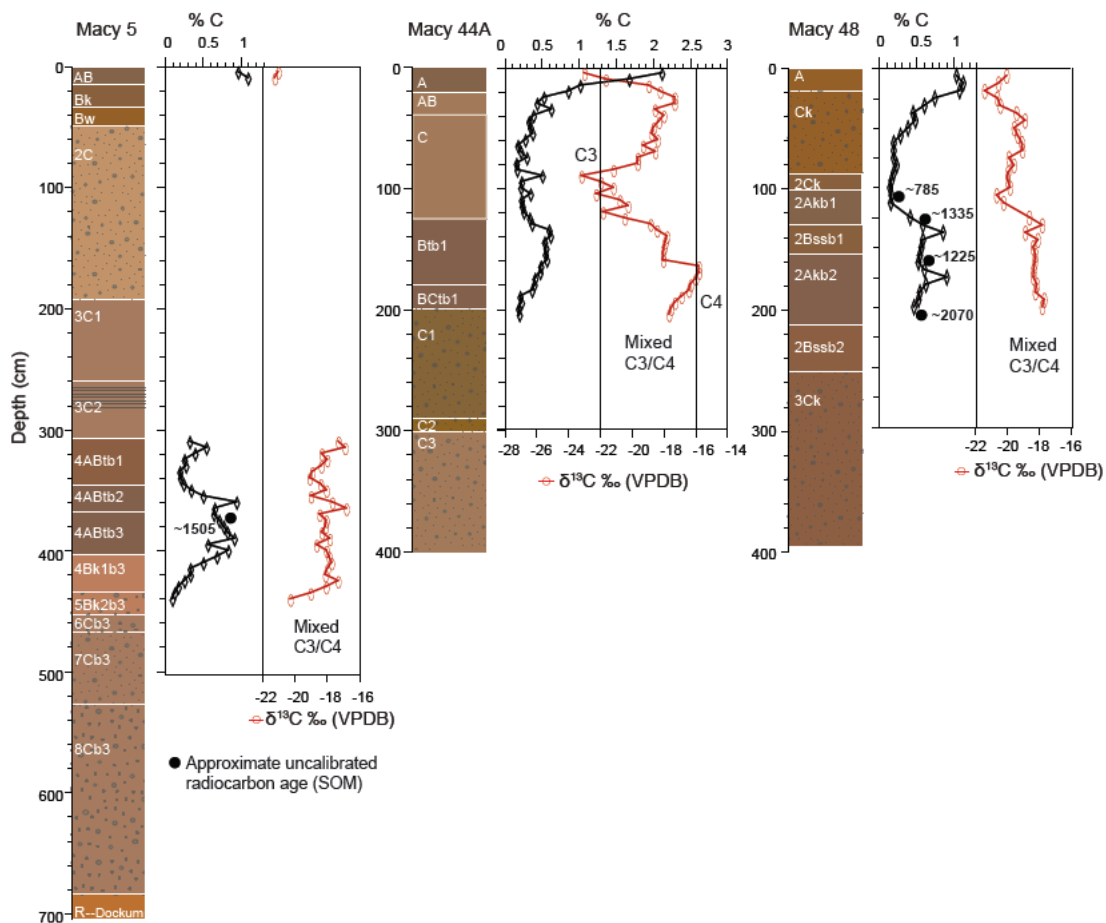 Macy 5
% C
0 0.5 1
0
100
200
300
400
500
600
700
Depth (cm)
AB
Bk
Bw
2C
3C1
3C2
4ABtb1
4ABtb2
4ABtb3
4Bk1b3
5Bk2b3
6Cb3
7Cb3
8Cb3
R--Dockum
~1505
Mixed
C3/C4
-22 -20 -18 -16
δ¹³C ‰ (VPDB)
Approximate uncalibrated
radiocarbon age (SOM)
Macy 44A
% C
0 0.5 1 1.5 2 2.5 3
0
100
200
300
400
A
AB
C
Btb1
BCtb1
C1
C2
C3
C3
C4
Mixed
C3/C4
-28 -26 -24 -22 -20 -18 -16 -14
δ¹³C ‰ (VPDB)
Macy 48
% C
0 0.5 1
0
100
200
300
400
A
Ck
2Ck
2Akb1
2Bssb1
2Akb2
2Bssb2
3Ck
~785
~1335
~1225
~2070
Mixed
C3/C4
-22 -20 -18 -16
δ¹³C ‰ (VPDB)